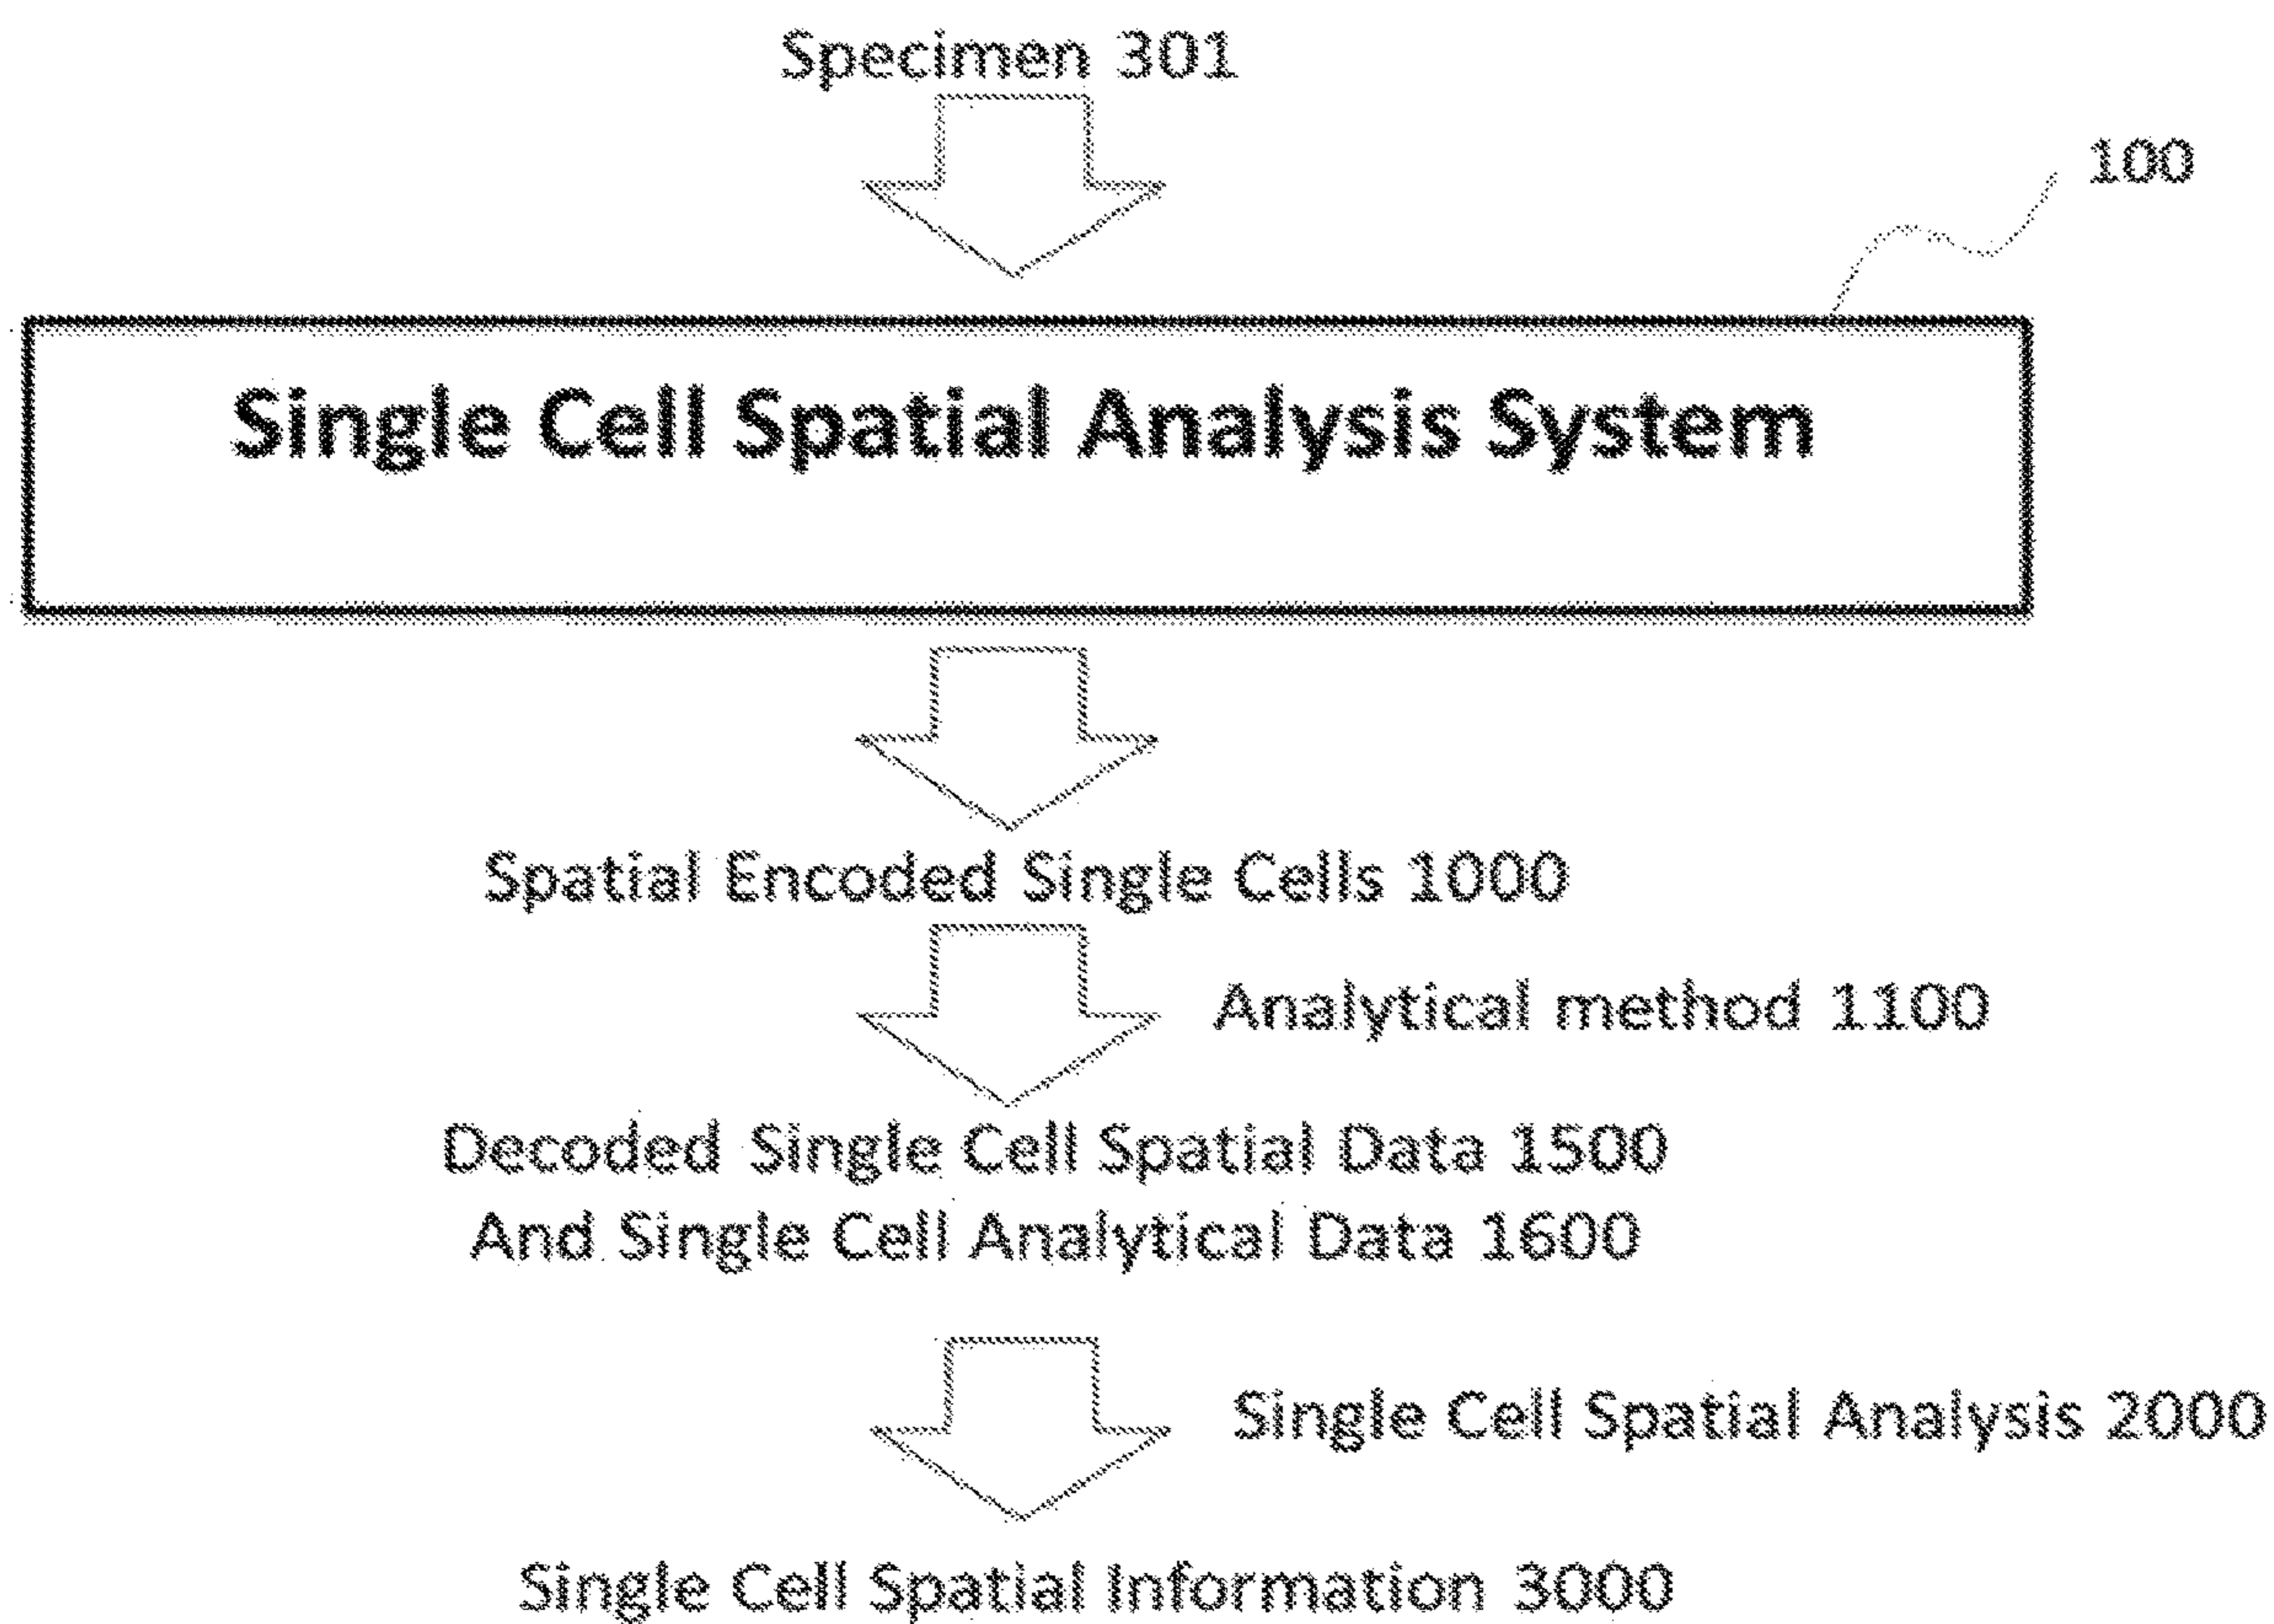 Specimen 301
100
Single Cell Spatial Analysis System
Spatial Encoded Single Cells 1000
Analytical method 1100
Decoded Single Cell Spatial Data 1500
And Single Cell Analytical Data 1600
Single Cell Spatial Analysis 2000
Single Cell Spatial Information 3000